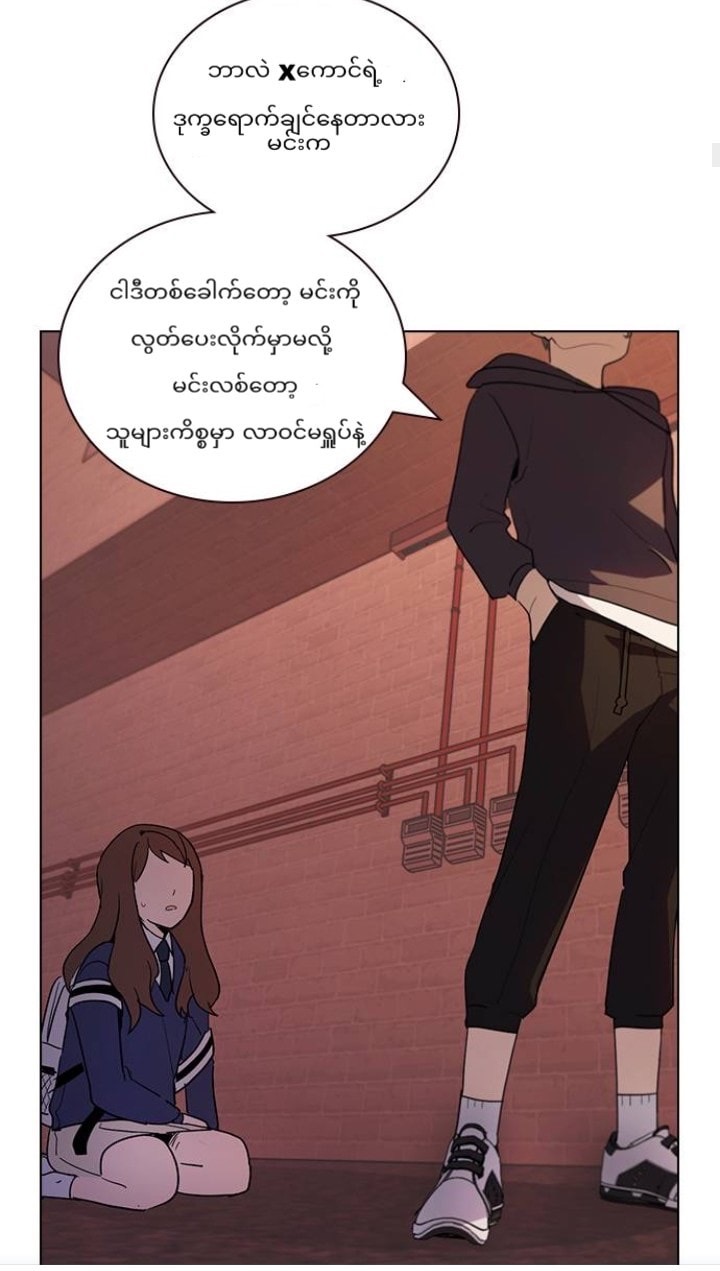 ဘာလဲ Xကောင်ရဲ့
ဒုက္ခရောက်ချင်နေတာလား
မင်းက
ငါဒီတစ်ခေါက်တော့ မင်းကို
လွတ်ပေးလိုက်မှာမလို့
မင်းလစ်တော့
သူများကိစ္စမှာ လာဝင်မရှူပ်နဲ့